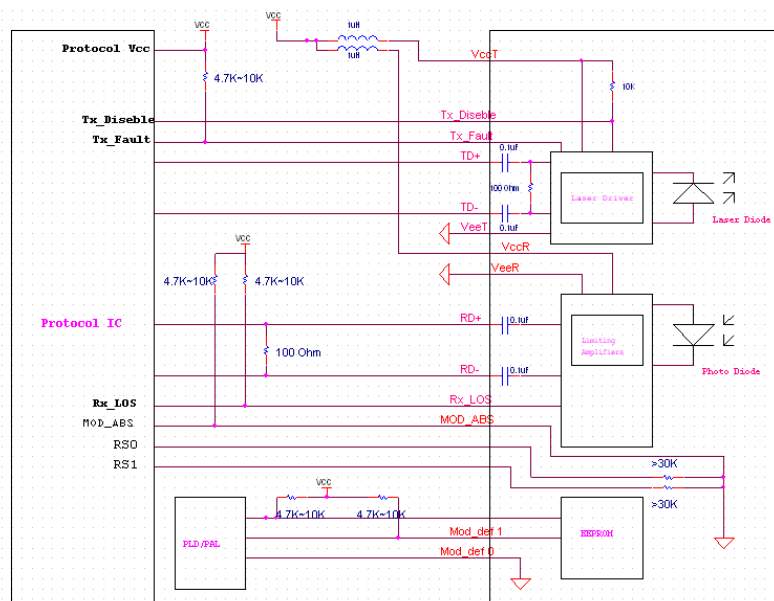 Vcc
Vcc
1uH
1uH
Protocol Vcc
4.7K~10K
VccT
10K
Tx_Diseble
Tx_Diseble
Tx_Fault
Tx_Fault
0.1uf
TD+
100 Ohm
Laser Driver
TD-
Laser Diode
VeeT
0.1uf
Vcc
VccR
VeeR
4.7K~10K
4.7K~10K
Protocol IC
RD+
0.1uf
Limiting
Amplifiers
100 Ohm
RD-
0.1uf
Photo Diode
Rx_LOS
Rx_LOS
MOD_ABS
MOD_ABS
RS0
RS1
>30K
Vcc
>30K
4.7K~10K
4.7K~10K
PLD/PAL
Mod_def 1
EEPROM
Mod_def 0